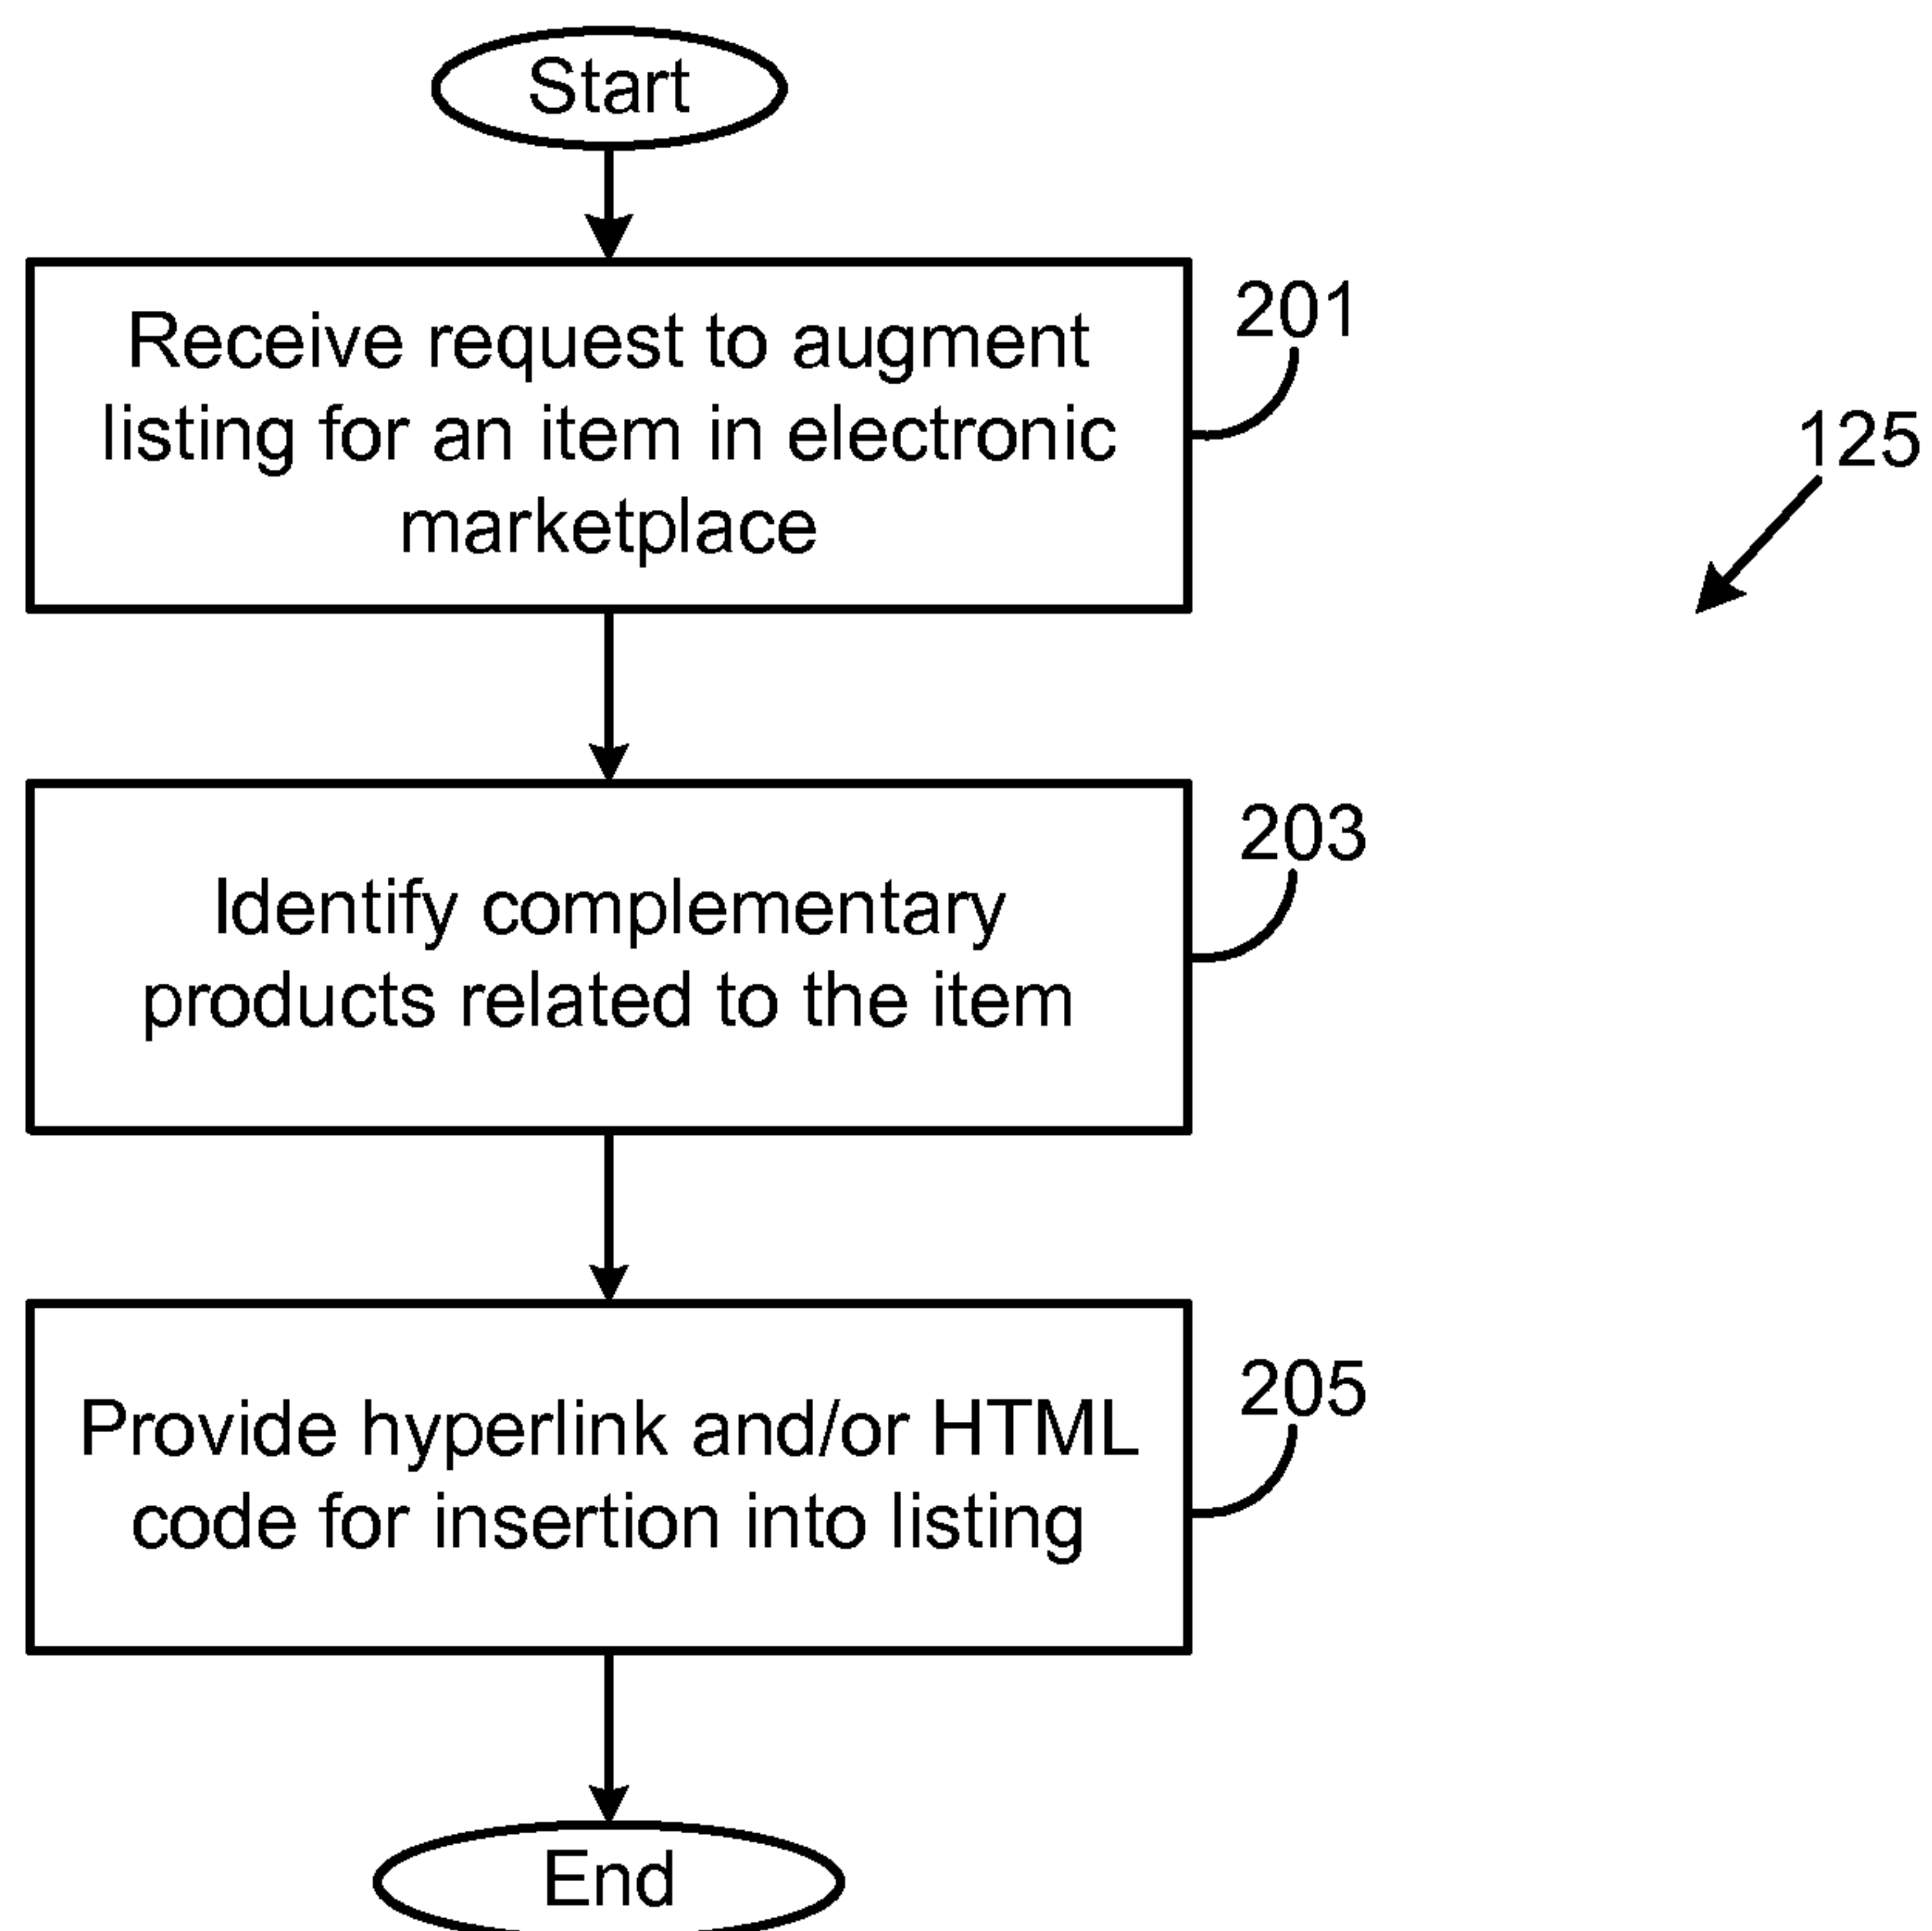 Start
Receive request to augment
listing for an item in electronic
marketplace
201
125
Identify complementary
products related to the item
203
Provide hyperlink and/or HTML
code for insertion into listing
205
End